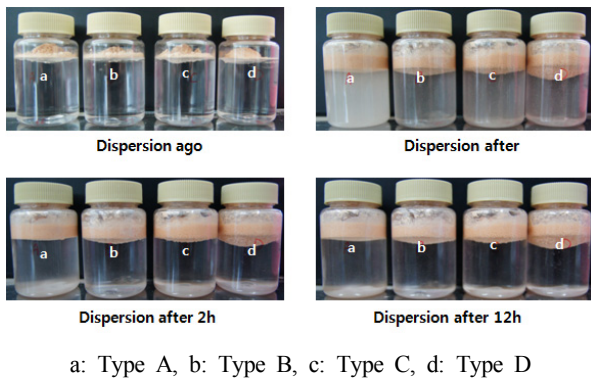 a b c d
a b c d
Dispersion ago
Dispersion after
a b c d
a b c d
Dispersion after 2h
Dispersion after 12h
a: Type A, b: Type B, c: Type C, d: Type D